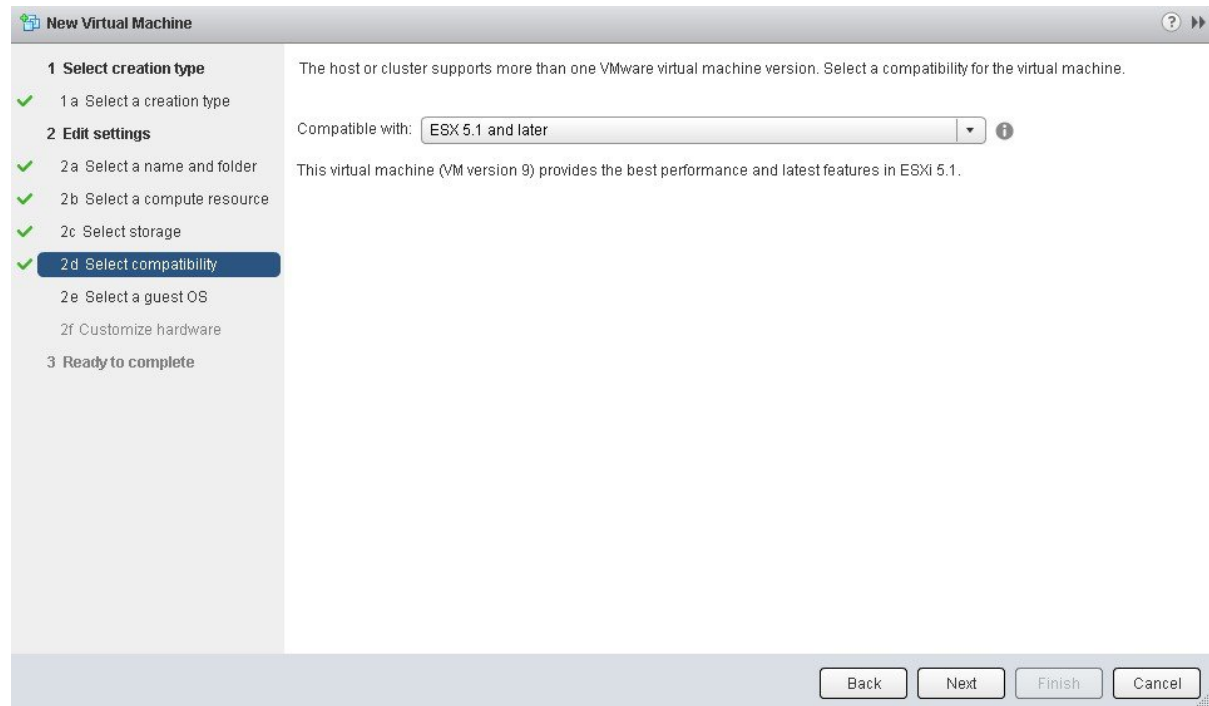 New Virtual Machine
1 Select creation type
1a Select a creation type
2 Edit settings
2a Select a name and folder
2b Select a compute resource
2c Select storage
2d Select compatibility
2e Select a guest OS
2f Customize hardware
3 Ready to complete
The host or cluster supports more than one VMware virtual machine version. Select a compatibility for the virtual machine.
Compatible with: ESX 5.1 and later
This virtual machine (VM version 9) provides the best performance and latest features in ESXi 5.1.
Back Next Finish Cancel